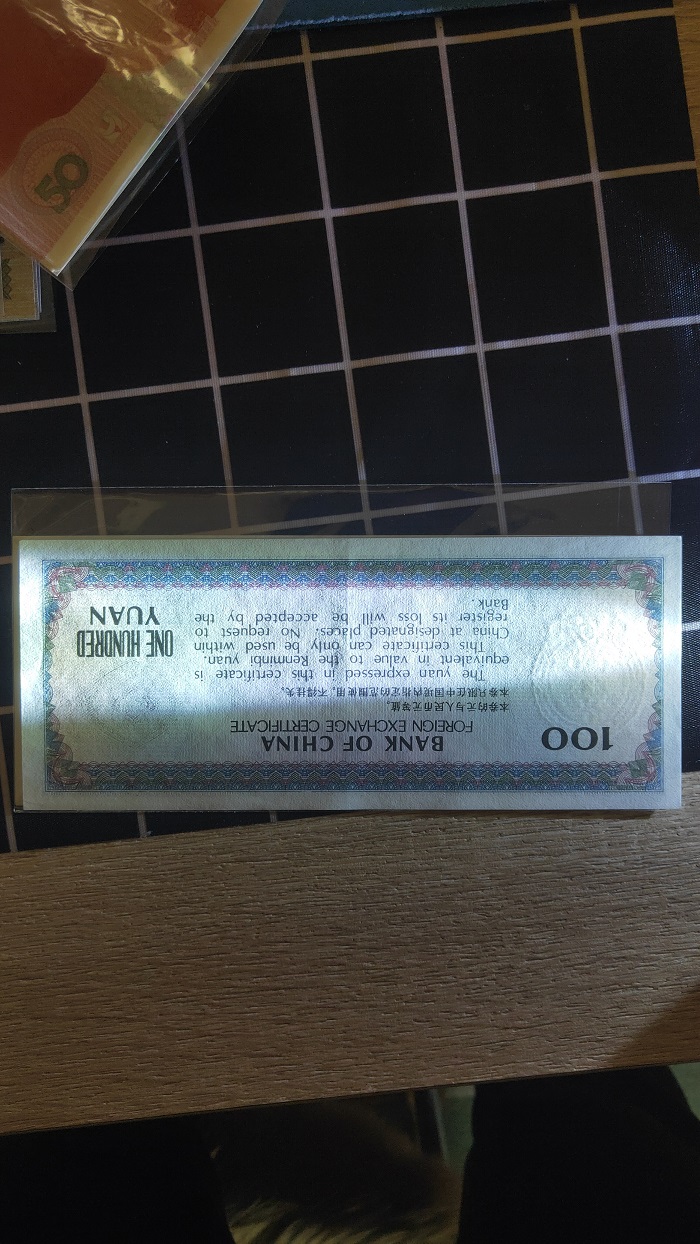 50
100
BANK OF CHINA
FOREIGN EXCHANGE CERTIFICATE
本券的元与人民币元等值。
本券只限在中国境内指定的范围使用，不得挂失。
The yuan expressed in this certificate is
equivalent in value to the Renminbi yuan.
This certificate can only be used within
China at designated places. No request to
register its loss will be accepted by the
Bank.
ONE HUNDRED
YUAN